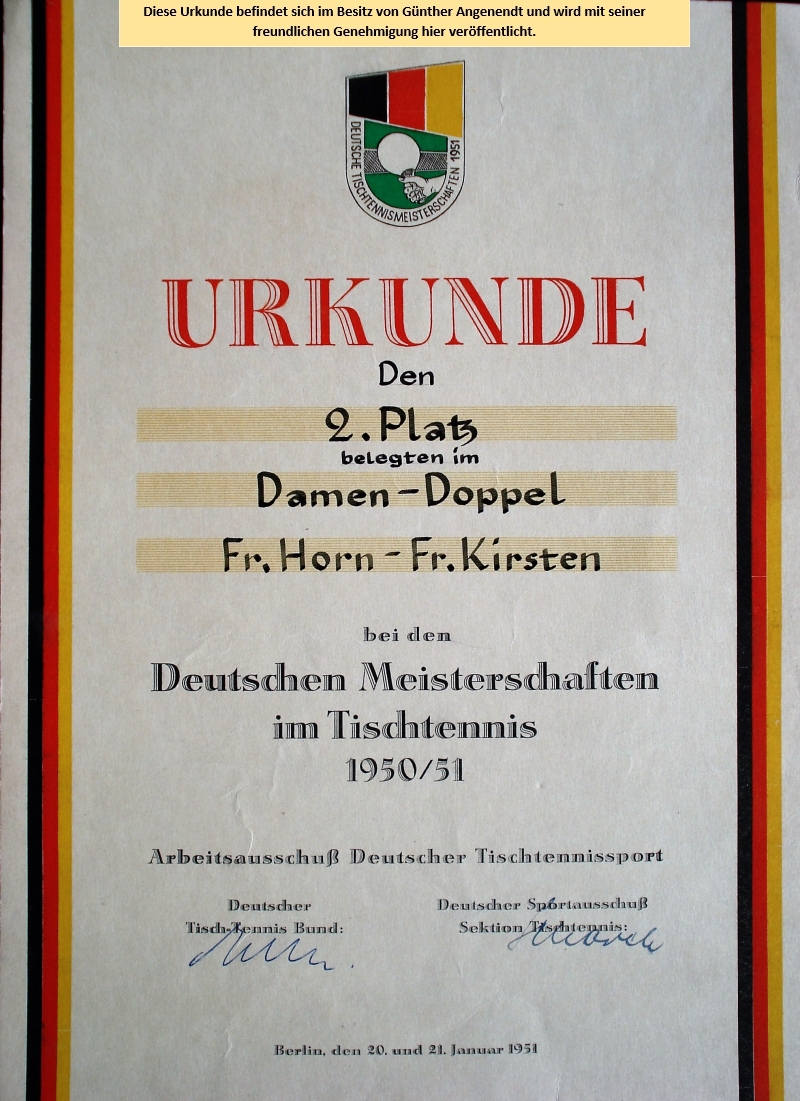 Diese Urkunde befindet sich im Besitz von Günther Angenendt und wird mit seiner
freundlichen Genehmigung hier veröffentlicht.
DEUTSCHE TISCHTENNISMEISTERSCHAFTEN 1951
URKUNDE
Den
2. Platz
belegten im
Damen-Doppel
Fr. Horn - Fr. Kirsten
bei den
Deutschen Meisterschaften
im Tischtennis
1950/51
Arbeitsausschuß Deutscher Tischtennissport
Deutscher
Tisch-Tennis Bund:
Deutscher Sportausschuß
Sektion Tischtennis:
Berlin, den 20. und 21. Januar 1951